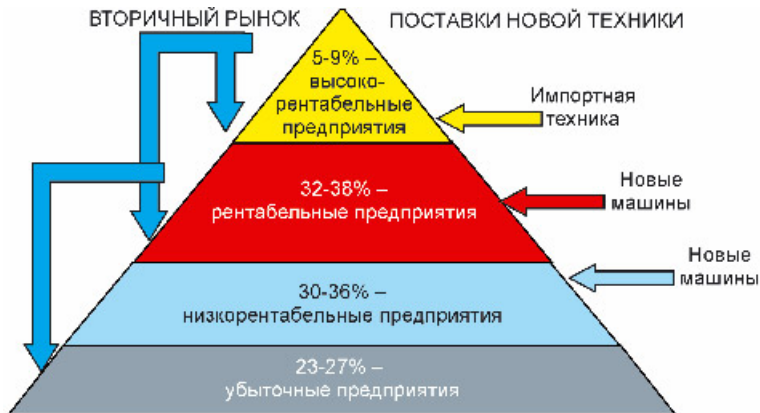 ВТОРИЧНЫЙ РЫНОК
ПОСТАВКИ НОВОЙ ТЕХНИКИ
5-9% –
высоко-
рентабельные
предприятия
Импортная
техника
32-38% –
рентабельные предприятия
Новые
машины
30-36% –
низкорентабельные предприятия
Новые
машины
23-27% –
убыточные предприятия